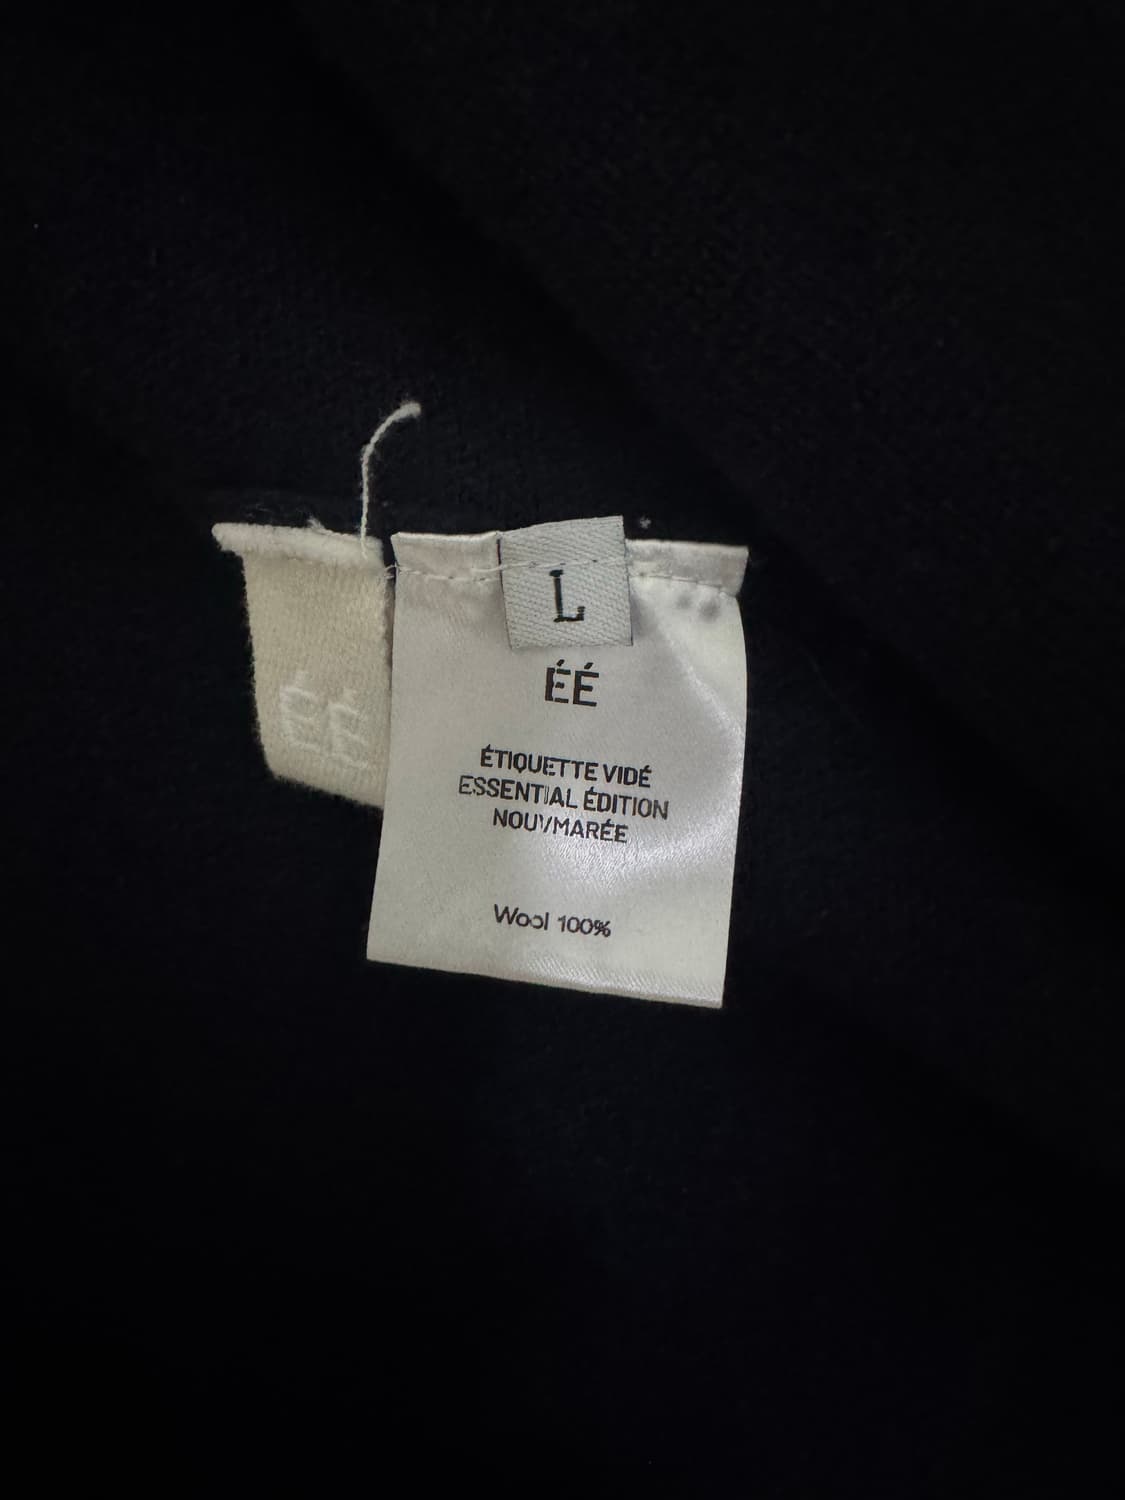 L
ÉÉ
ÉÉ
ÉTIQUETTE VIDÉ
ESSENTIAL ÉDITION
NOUVMARÉE
Wool 100%